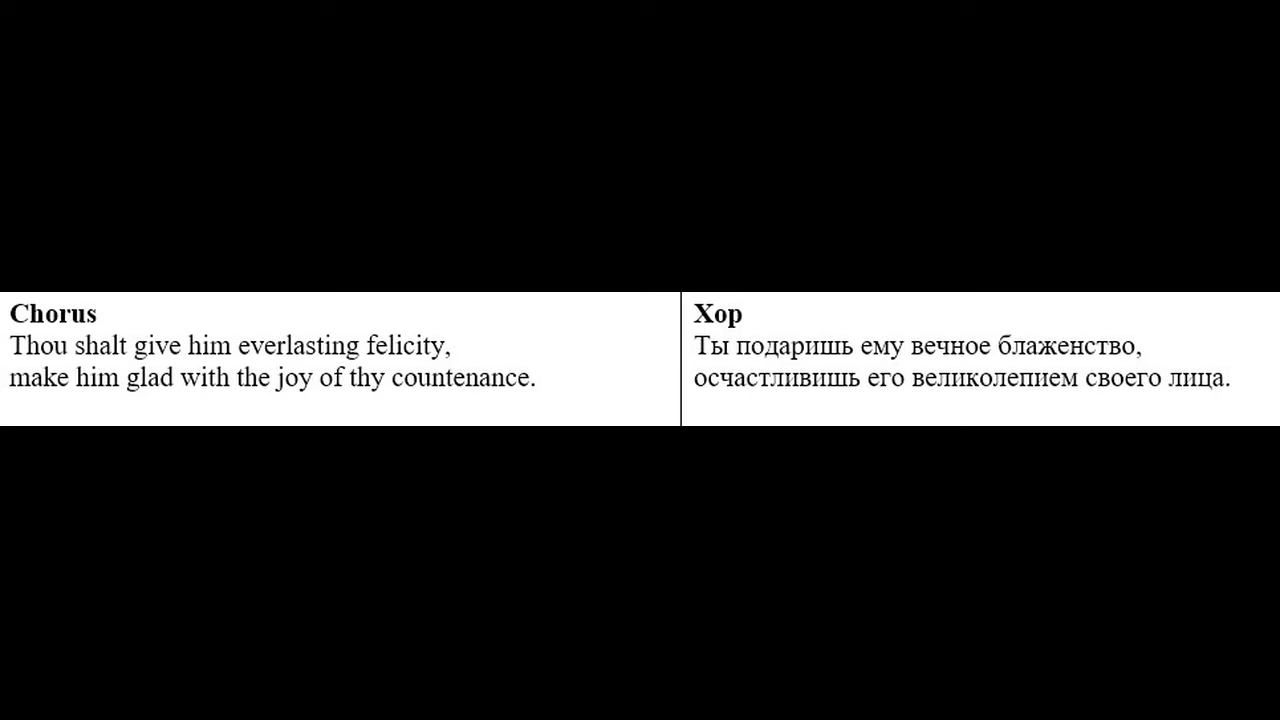 Chorus
Thou shalt give him everlasting felicity,
make him glad with the joy of thy countenance.
Хор
Ты подаришь ему вечное блаженство,
осчастливишь его великолепием своего лица.